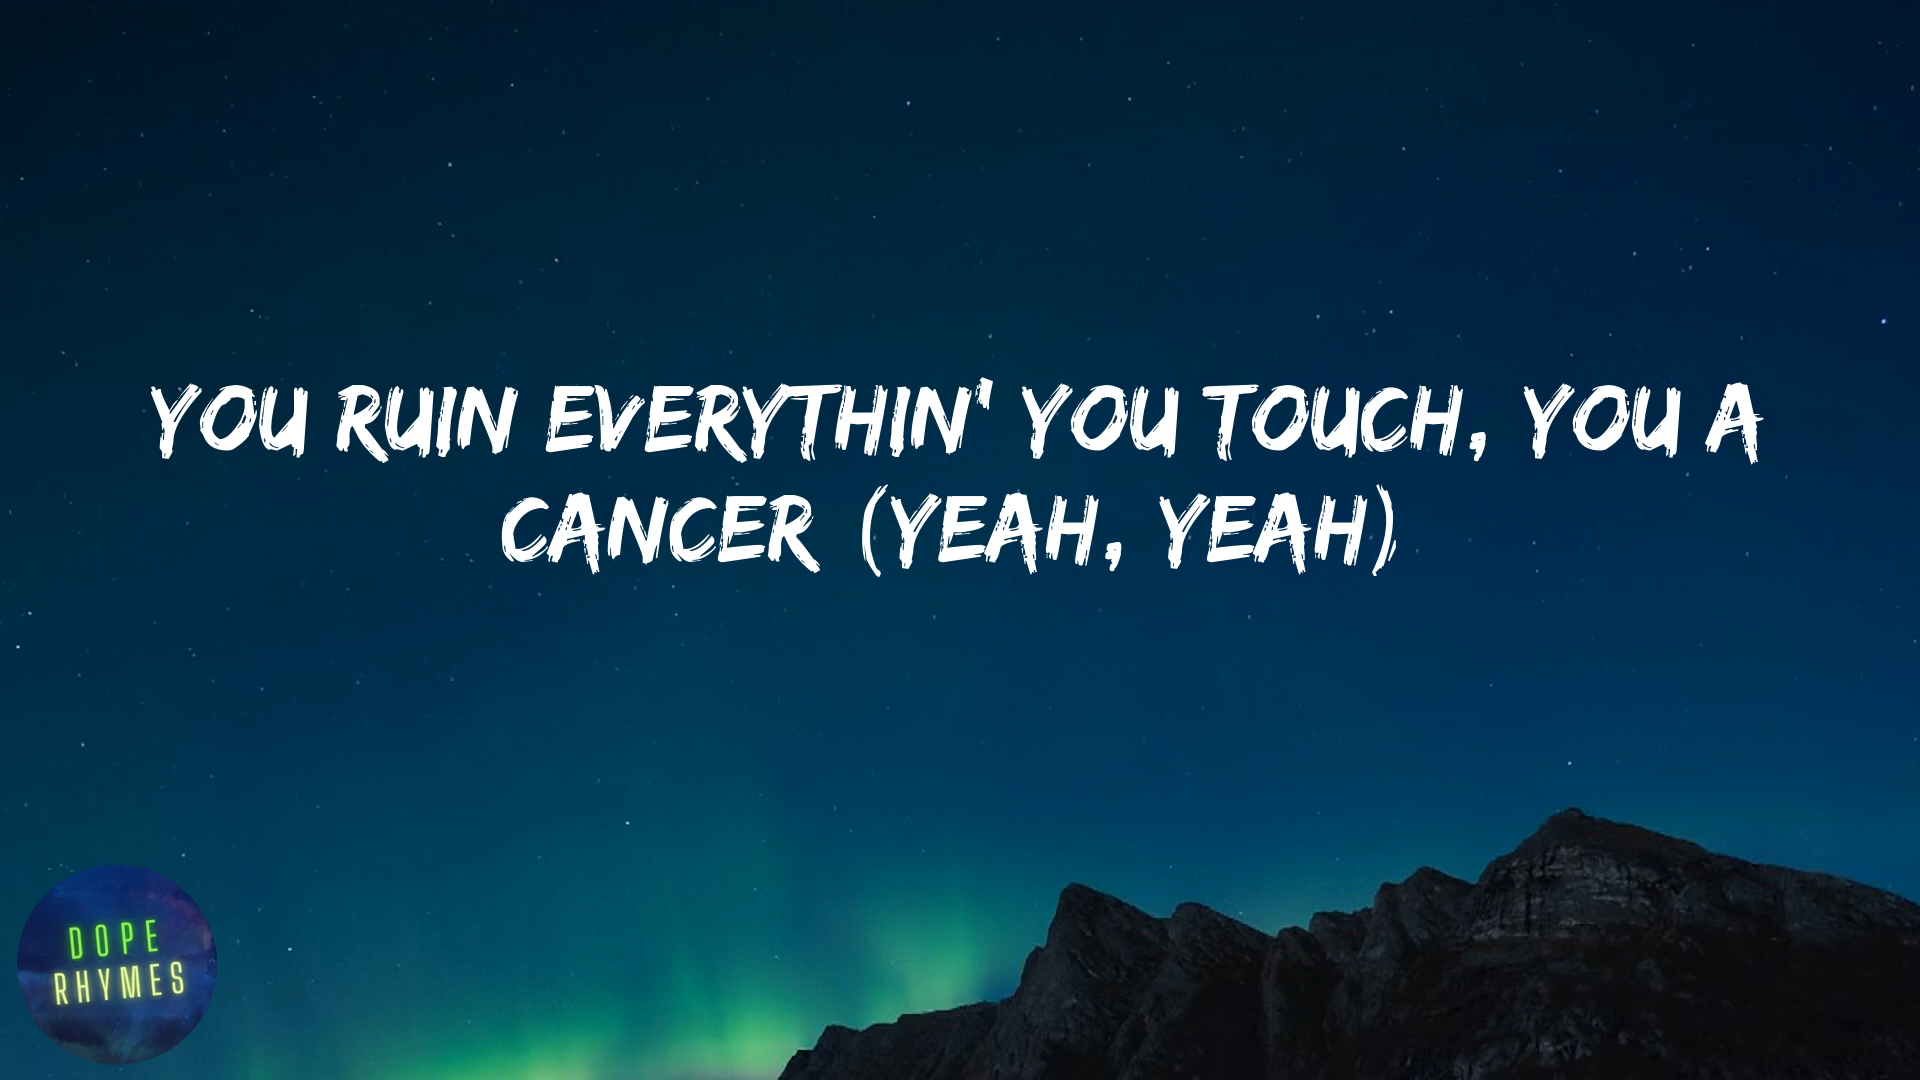 YOU RUIN EVERYTHIN' YOU TOUCH, YOU A
CANCER (YEAH, YEAH)
DOPE
RHYMES